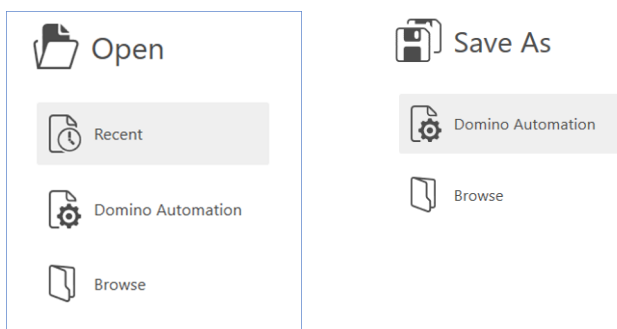 Open
Recent
Domino Automation
Browse
Save As
Domino Automation
Browse